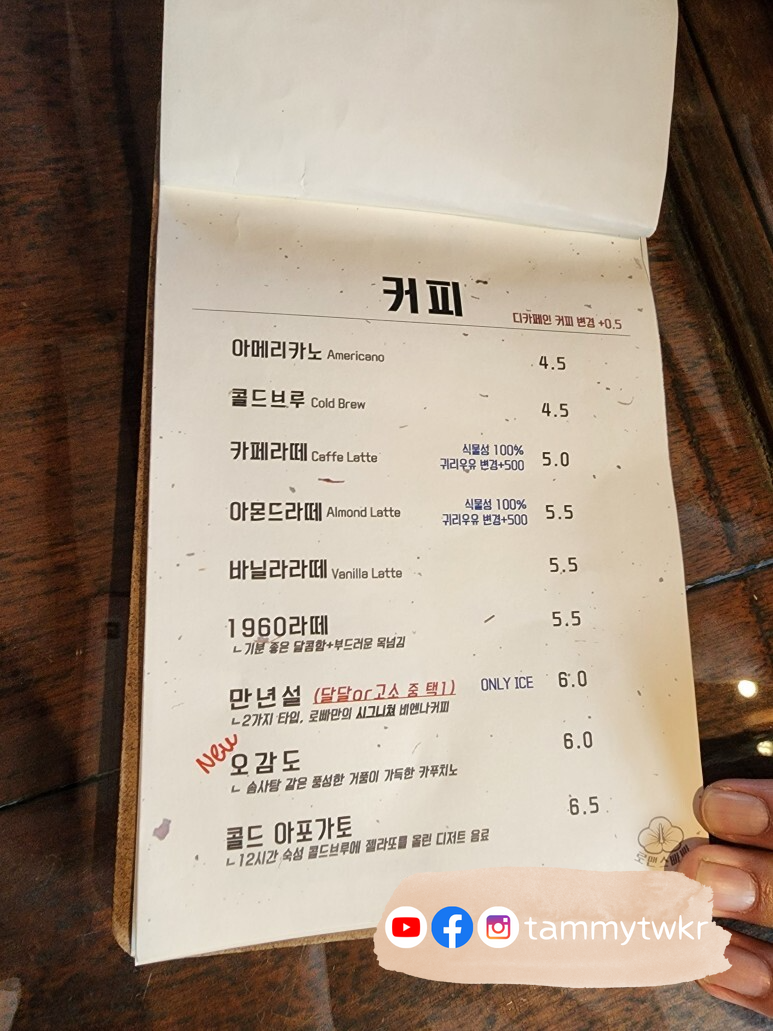 커피
디카페인 커피 변경 +0.5
아메리카노 Americano 4.5
콜드브루 Cold Brew 4.5
카페라떼 Caffe Latte 식물성 100% 귀리우유 변경+500 5.0
아몬드라떼 Almond Latte 식물성 100% 귀리우유 변경+500 5.5
바닐라라떼 Vanilla Latte 5.5
1960라떼 5.5
ㄴ기분 좋은 달콤함+부드러운 목넘김
만년설 (달달or고소 중 택1) ONLY ICE 6.0
ㄴ2가지 타입, 로빠만의 시그니쳐 비엔나커피
New 오감도 6.0
ㄴ 솜사탕 같은 풍성한 거품이 가득한 카푸치노
콜드 아포가토 6.5
ㄴ12시간 숙성 콜드브루에 젤라또를 올린 디저트 음료
로맨스빠빠
tammytwkr